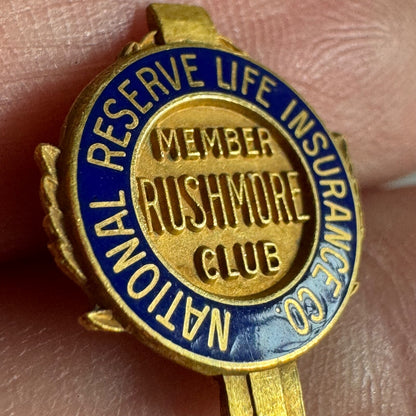 NATIONAL RESERVE LIFE INSURANCE CO.
MEMBER
RUSHMORE
CLUB